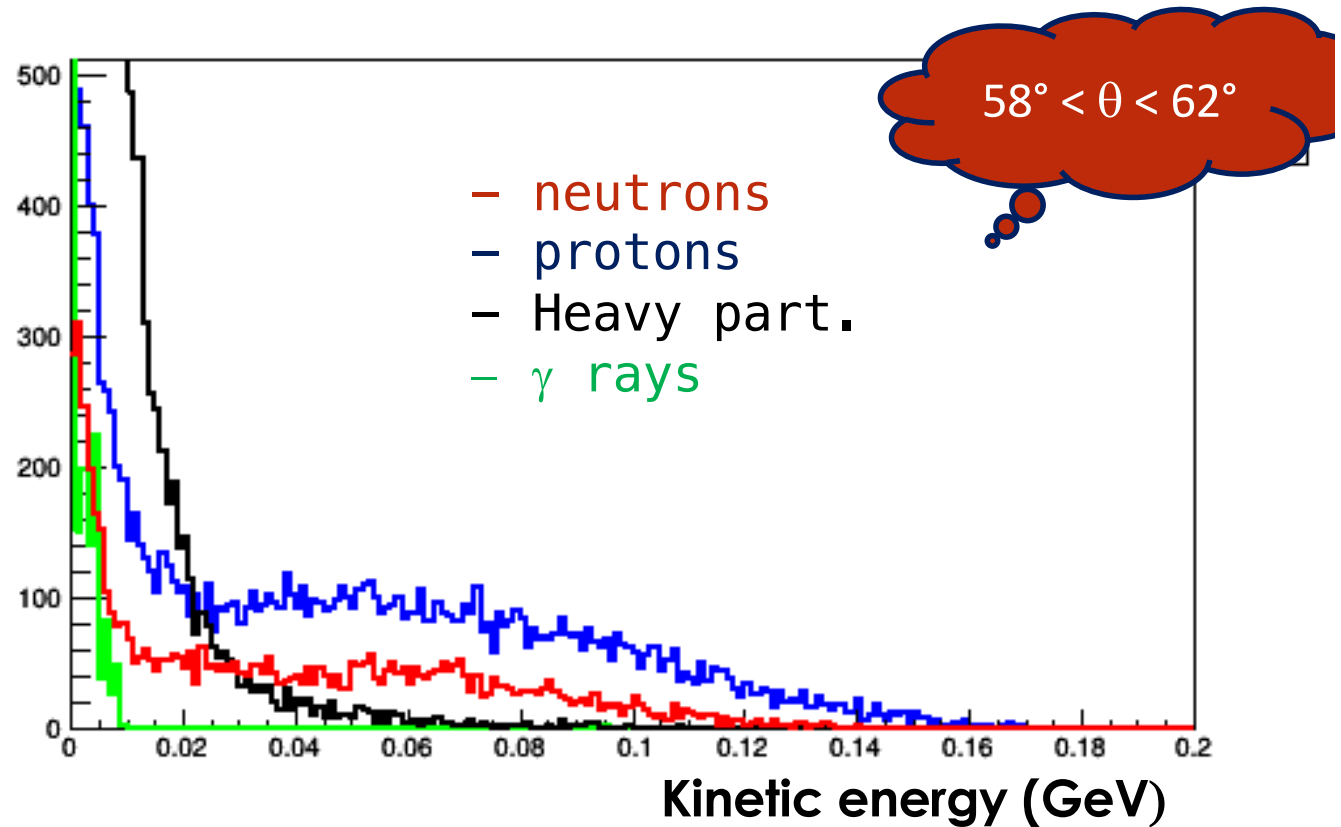 58° < θ < 62°
500
400
300
200
100
0
– neutrons
– protons
– Heavy part.
– γ rays
0 0.02 0.04 0.06 0.08 0.1 0.12 0.14 0.16 0.18 0.2
Kinetic energy (GeV)